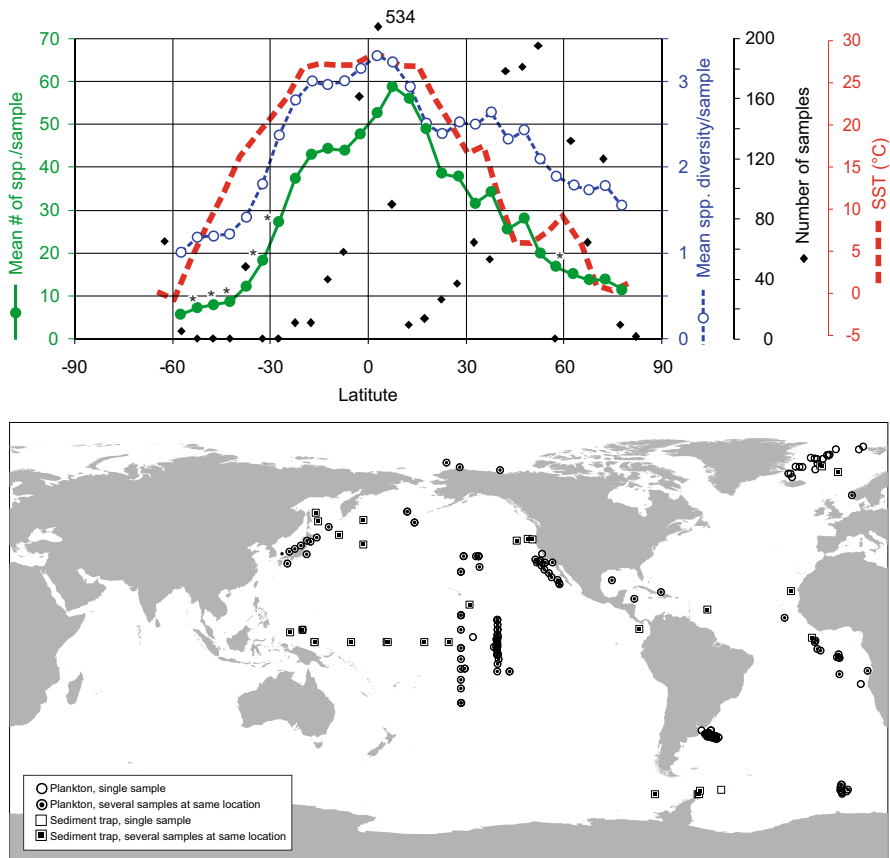 534
70
60
50
40
30
20
10
0
Mean # of spp./sample
3
2
1
0
Mean spp. diversity/sample
200
160
120
80
40
0
Number of samples
30
25
20
15
10
5
0
-5
SST (°C)
-90 -60 -30 0 30 60 90
Latitute
* * * * * *
Plankton, single sample
Plankton, several samples at same location
Sediment trap, single sample
Sediment trap, several samples at same location